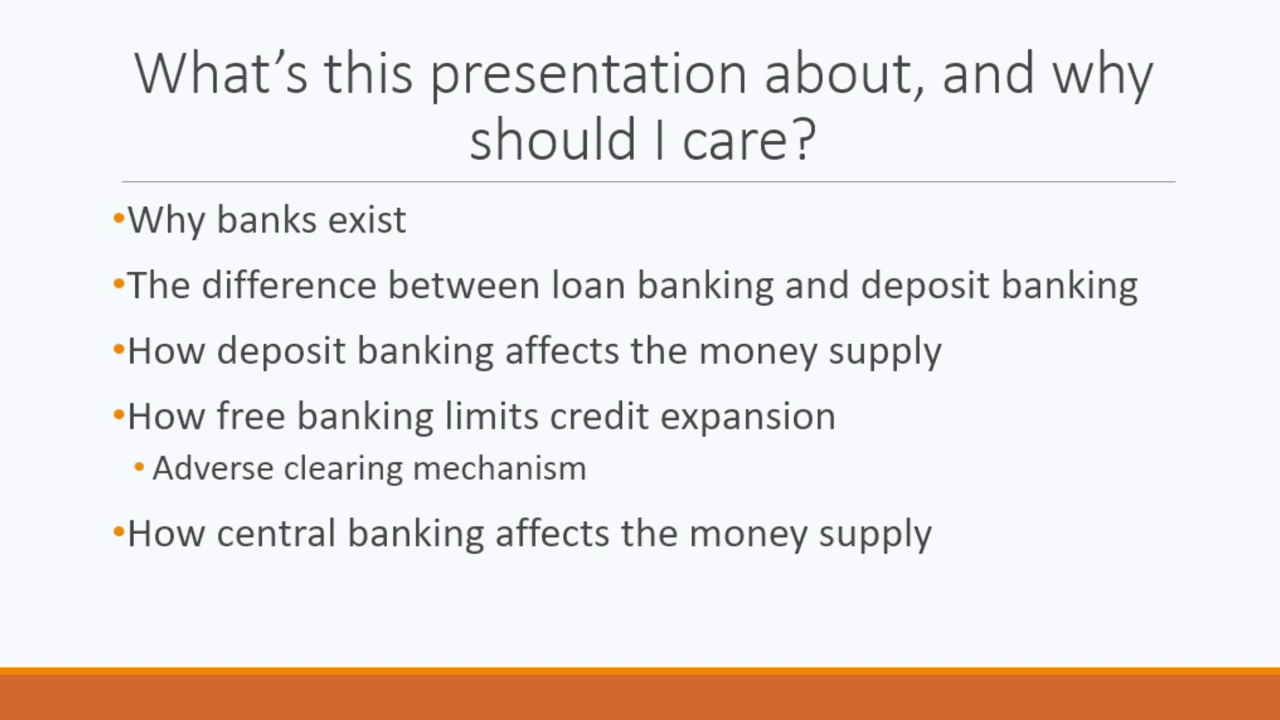 What’s this presentation about, and why
should I care?
•Why banks exist
•The difference between loan banking and deposit banking
•How deposit banking affects the money supply
•How free banking limits credit expansion
• Adverse clearing mechanism
•How central banking affects the money supply